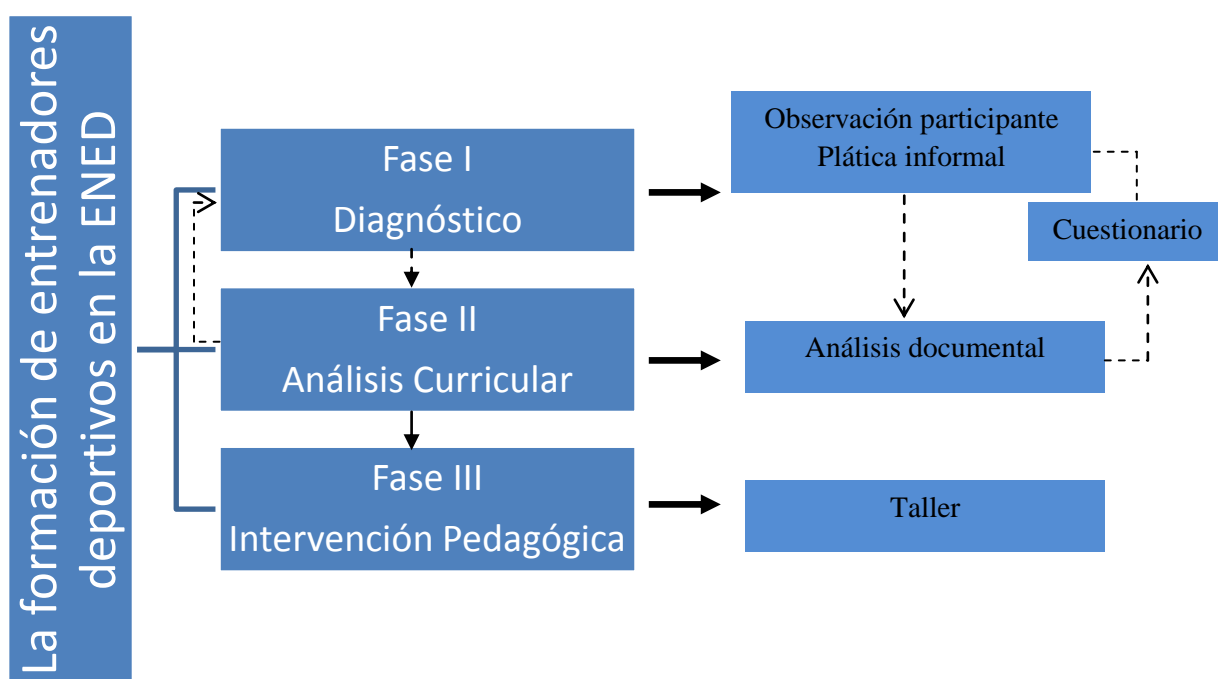 La formación de entrenadores
deportivos en la ENED
Fase I
Diagnóstico
Fase II
Análisis Curricular
Fase III
Intervención Pedagógica
Observación participante
Plática informal
Cuestionario
Análisis documental
Taller